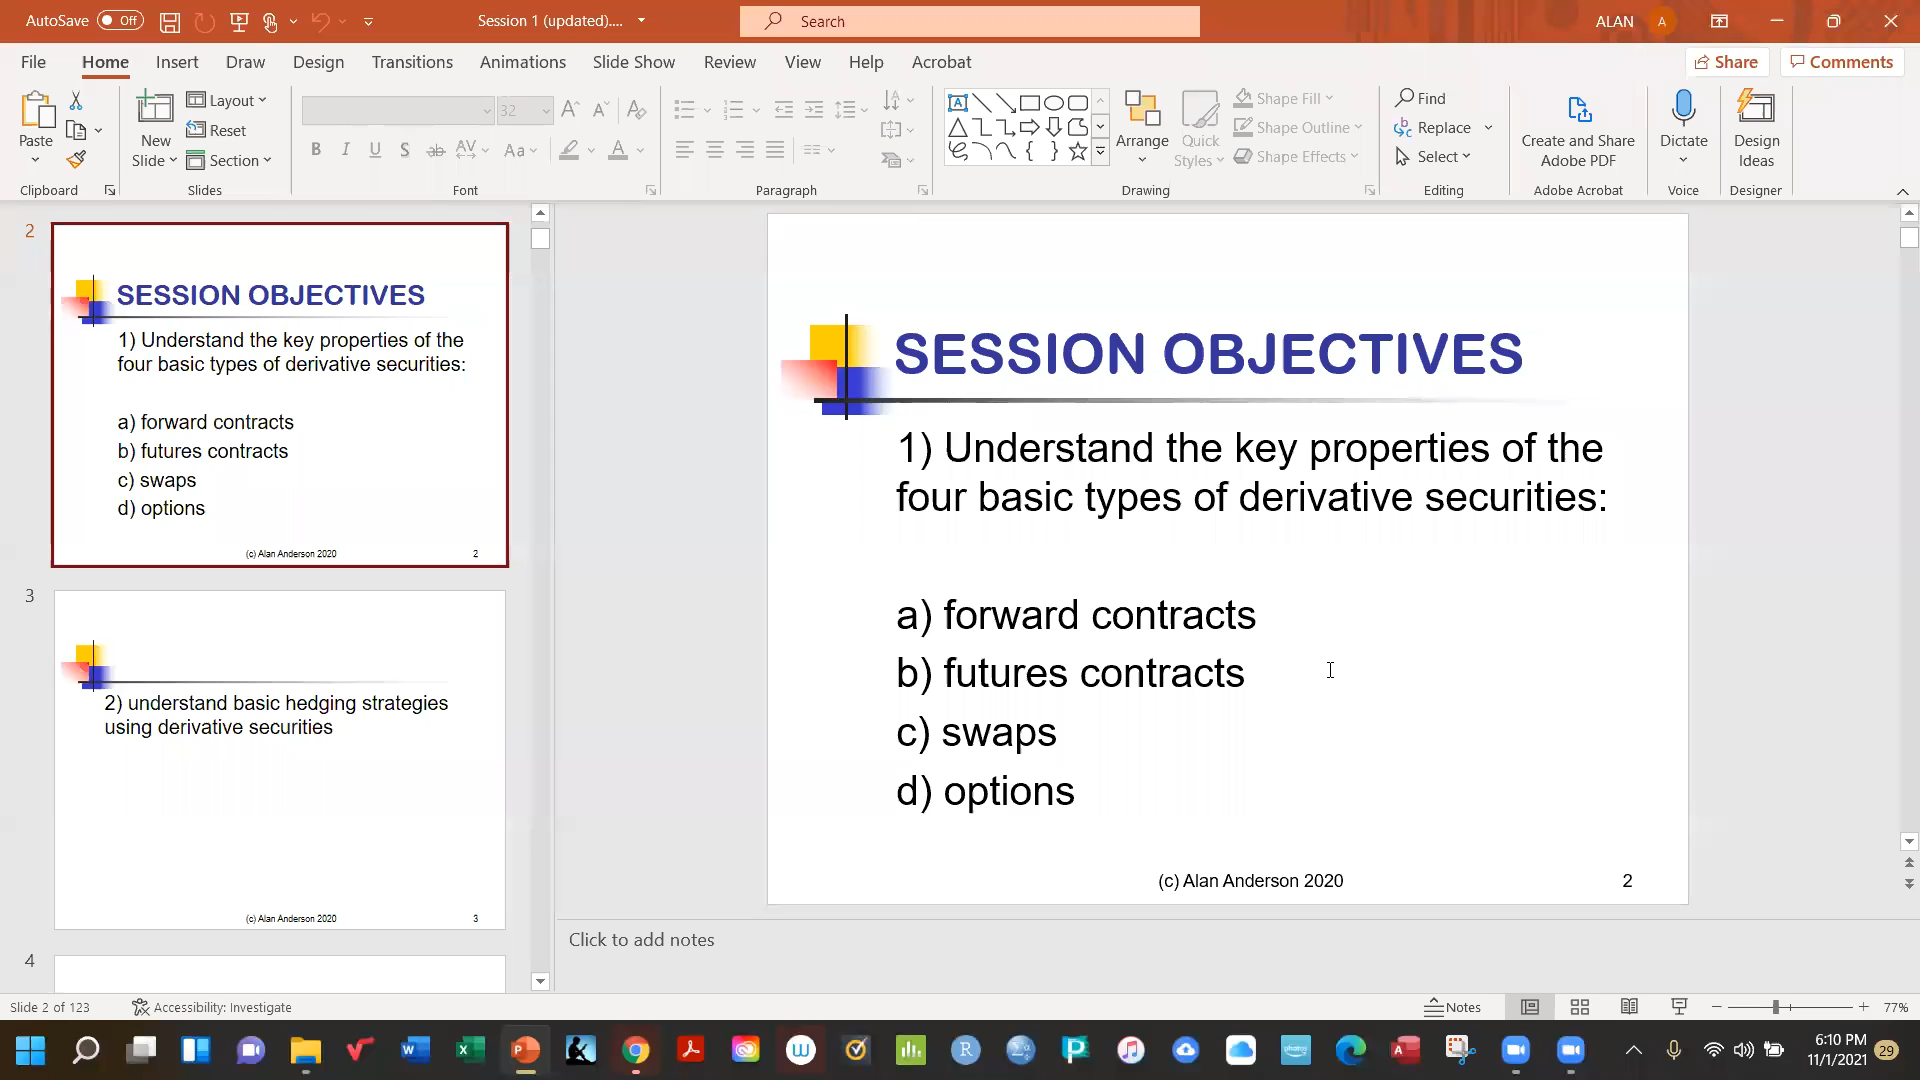 AutoSave Off Session 1 (updated).... Search ALAN A
File Home Insert Draw Design Transitions Animations Slide Show Review View Help Acrobat Share Comments
Paste
Clipboard
New Slide
Layout
Reset
Section
Slides
32
B I U S ab AV Aa A
Font
Paragraph
Arrange
Quick Styles
Shape Fill
Shape Outline
Shape Effects
Drawing
Find
Replace
Select
Editing
Create and Share Adobe PDF
Adobe Acrobat
Dictate
Voice
Design Ideas
Designer
2
SESSION OBJECTIVES
1) Understand the key properties of the
four basic types of derivative securities:
a) forward contracts
b) futures contracts
c) swaps
d) options
(c) Alan Anderson 2020 2
3
2) understand basic hedging strategies
using derivative securities
(c) Alan Anderson 2020 3
4
SESSION OBJECTIVES
1) Understand the key properties of the
four basic types of derivative securities:
a) forward contracts
b) futures contracts
c) swaps
d) options
(c) Alan Anderson 2020 2
Click to add notes
Slide 2 of 123 Accessibility: Investigate Notes 77%
6:10 PM
11/1/2021 29